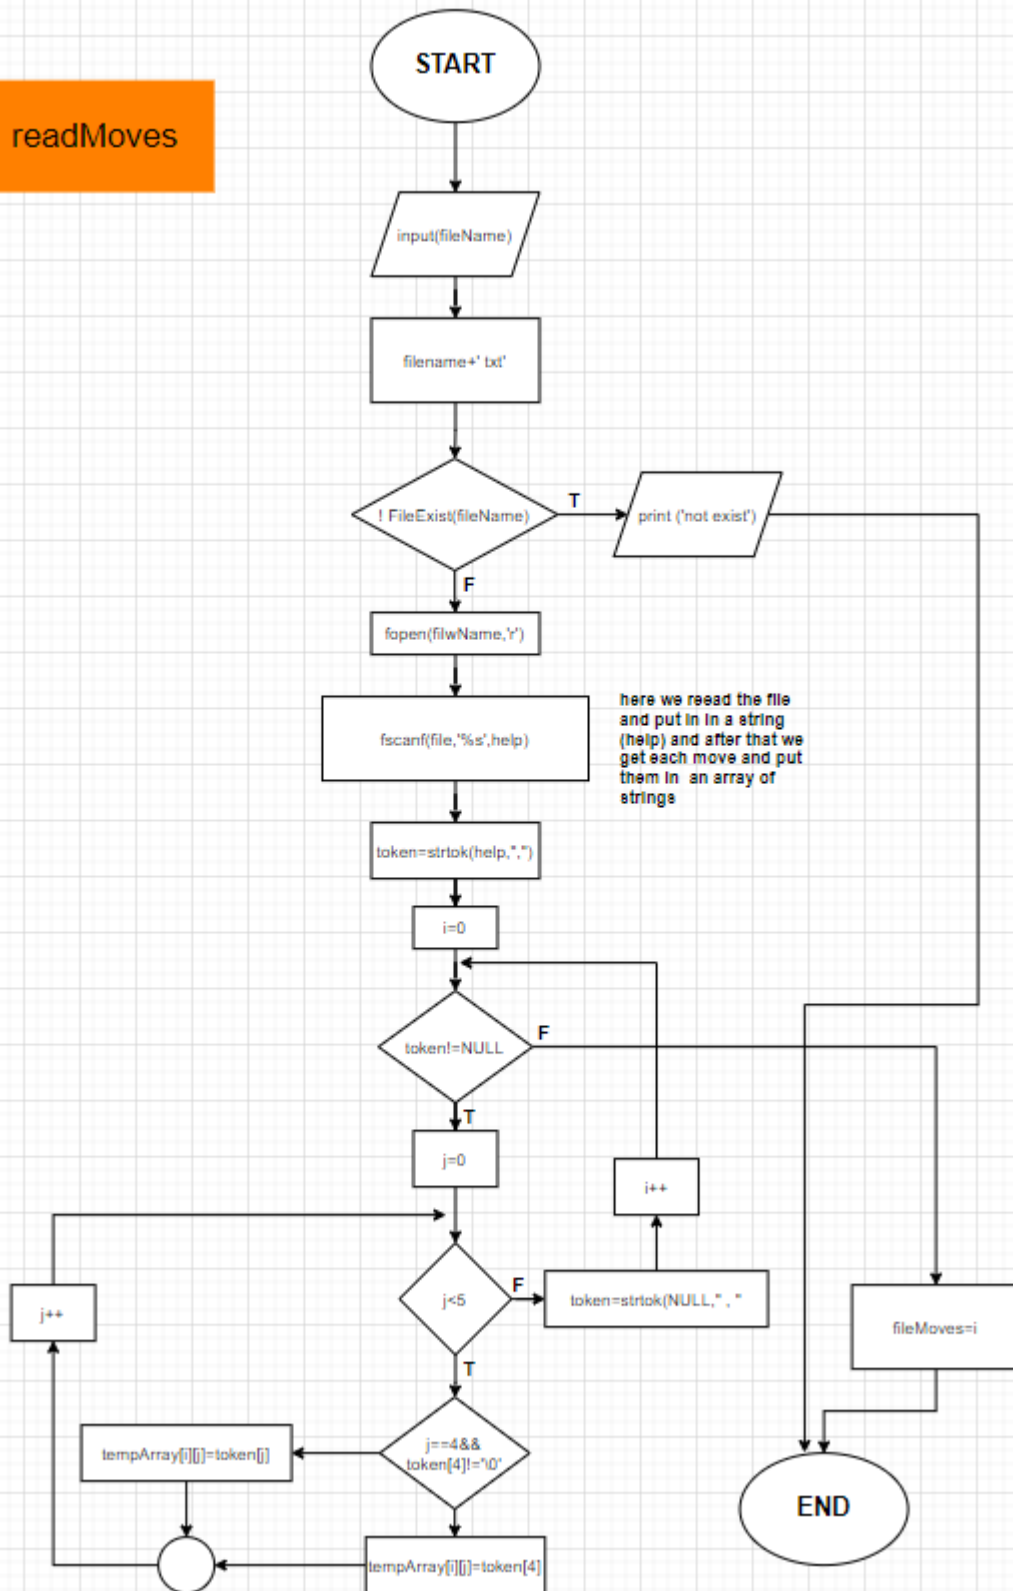 START
readMoves
input(fileName)
filename+' txt'
! FileExist(fileName)
T
print ('not exist')
F
fopen(filwName,'r')
fscanf(file,'%s',help)
here we reead the file
and put in in a string
(help) and after that we
get each move and put
them in an array of
strings
token=strtok(help,",")
i=0
token!=NULL
F
T
j=0
i++
j<5
F
token=strtok(NULL," , "
j++
fileMoves=i
T
j==4&&
token[4]!='\0'
tempArray[i][j]=token[j]
END
tempArray[i][j]=token[4]